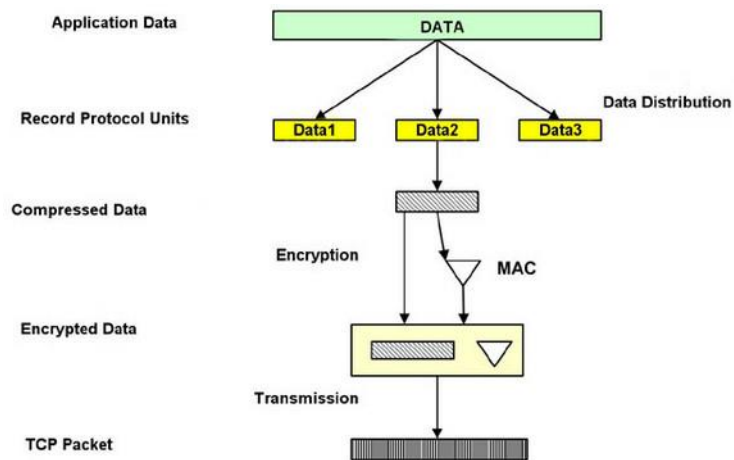 Application Data
DATA
Data Distribution
Record Protocol Units
Data1
Data2
Data3
Compressed Data
Encryption
MAC
Encrypted Data
Transmission
TCP Packet